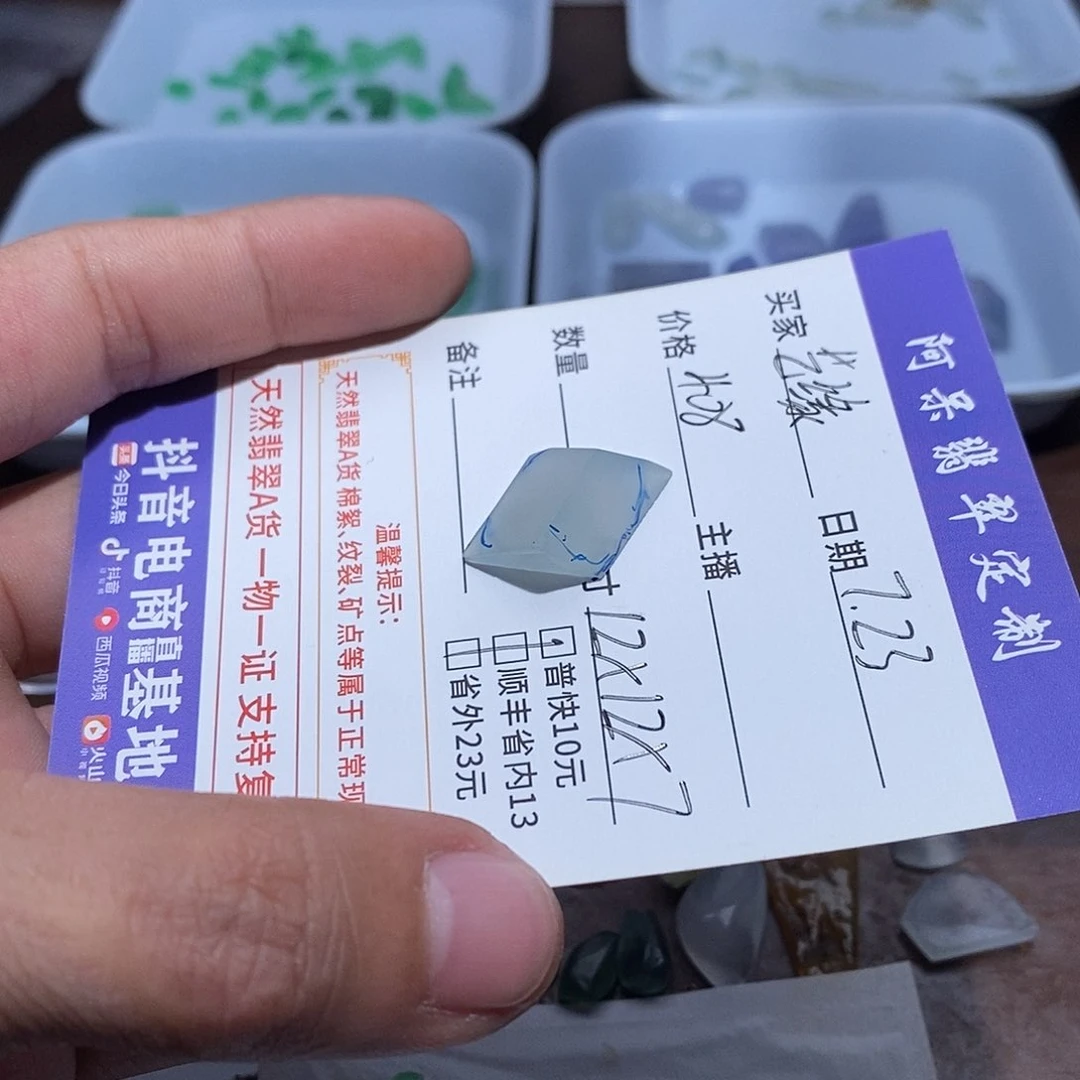 阿呆翡翠定制
买家 日期 7.23
价格 主播
数量 寸 12X12X7
备注
普快10元
顺丰省内13
省外23元
温馨提示:
天然翡翠A货 棉絮、纹裂、矿点等属于正常现
天然翡翠A货 一物一证 支持复
抖音电商直播基地
今日头条 抖音 西瓜视频 火山